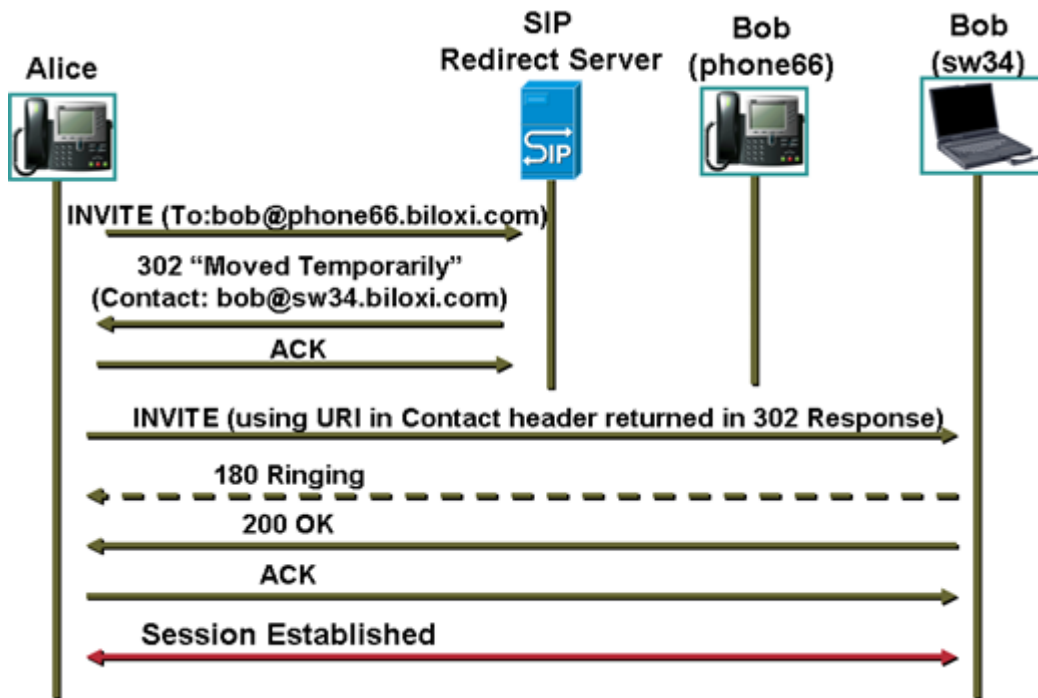 Alice
SIP
Redirect Server
Bob
(phone66)
Bob
(sw34)
SIP
INVITE (To:bob@phone66.biloxi.com)
302 “Moved Temporarily”
(Contact: bob@sw34.biloxi.com)
ACK
INVITE (using URI in Contact header returned in 302 Response)
180 Ringing
200 OK
ACK
Session Established